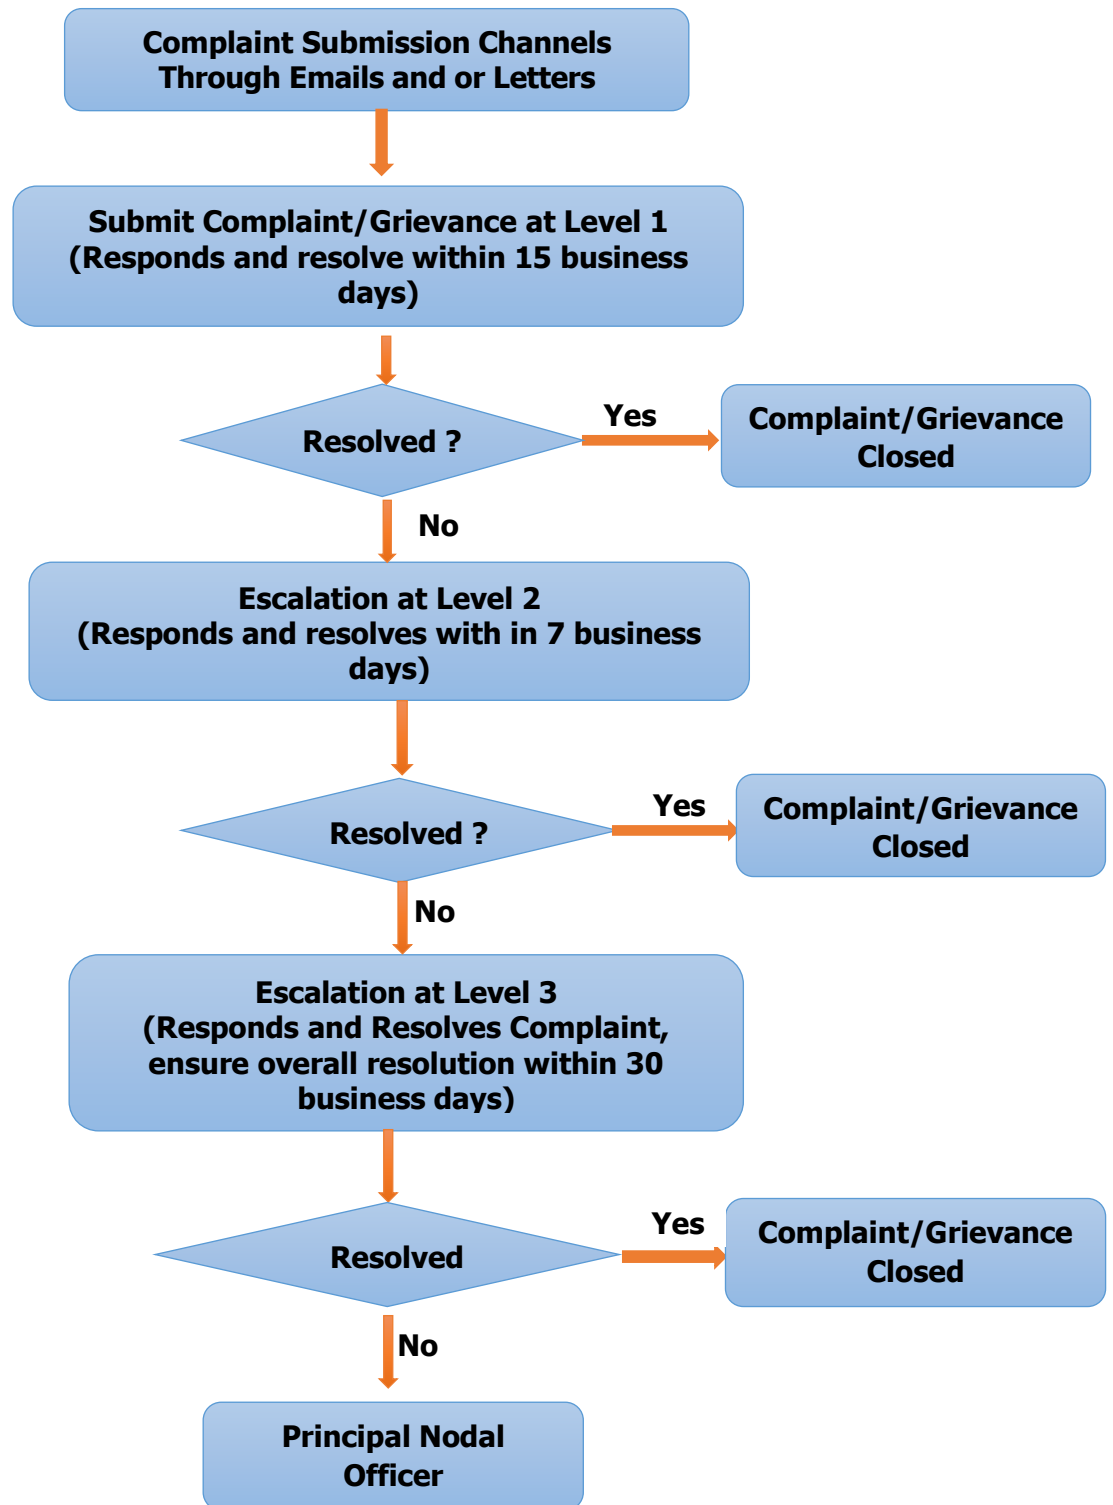 Complaint Submission Channels
Through Emails and or Letters
Submit Complaint/Grievance at Level 1
(Responds and resolve within 15 business
days)
Resolved ?
Yes
Complaint/Grievance
Closed
No
Escalation at Level 2
(Responds and resolves with in 7 business
days)
Resolved ?
Yes
Complaint/Grievance
Closed
No
Escalation at Level 3
(Responds and Resolves Complaint,
ensure overall resolution within 30
business days)
Resolved
Yes
Complaint/Grievance
Closed
No
Principal Nodal
Officer